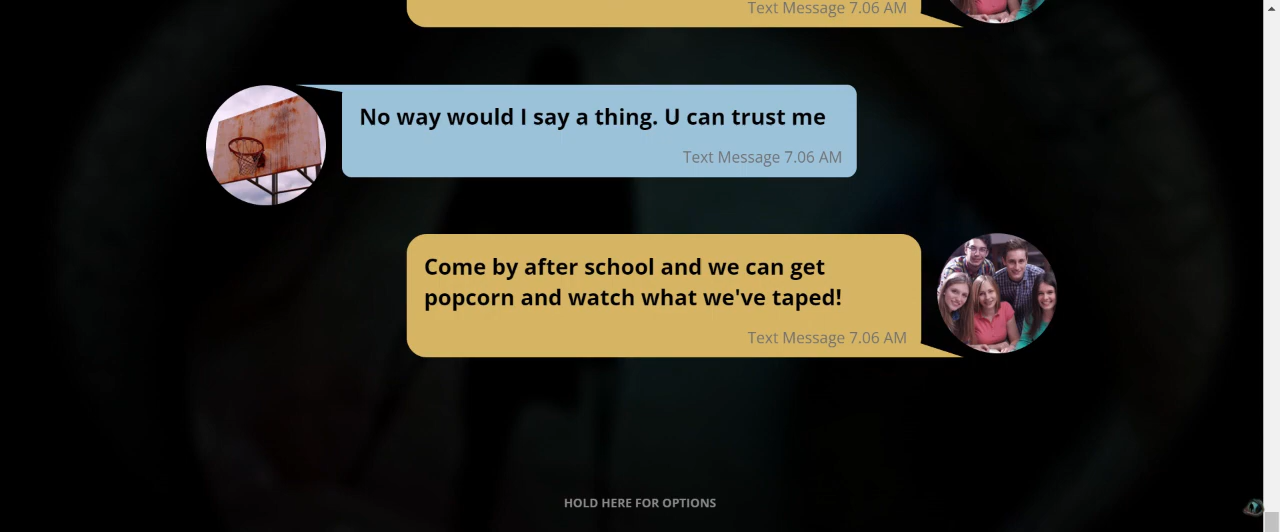 Text Message 7.06 AM
No way would I say a thing. U can trust me
Text Message 7.06 AM
Come by after school and we can get
popcorn and watch what we've taped!
Text Message 7.06 AM
HOLD HERE FOR OPTIONS